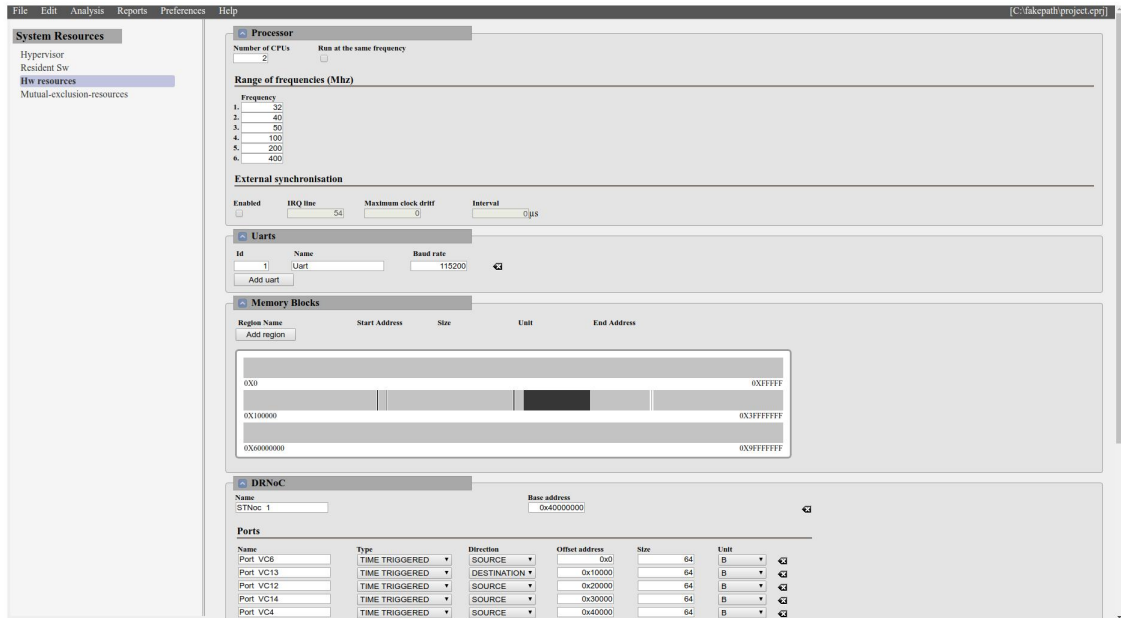 File Edit Analysis Reports Preferences Help [C:\fakepath\project.eprj]
System Resources
Hypervisor
Resident Sw
Hw resources
Mutual-exclusion-resources
Processor
Number of CPUs Run at the same frequency
2
Range of frequencies (Mhz)
Frequency
1. 32
2. 40
3. 50
4. 100
5. 200
6. 400
External synchronisation
Enabled IRQ line Maximum clock drltf Interval
54 0 0 µs
Uarts
Id Name Baud rate
1 Uart 115200
Add uart
Memory Blocks
Region Name Start Address Size Unit End Address
Add region
0X0 0XFFFFF
0X100000 0X3FFFFFFF
0X60000000 0X9FFFFFFF
DRNoC
Name Base address
STNoc 1 0x40000000
Ports
Name Type Direction Offset address Size Unit
Port VC6 TIME TRIGGERED SOURCE 0x0 64 B
Port VC13 TIME TRIGGERED DESTINATION 0x10000 64 B
Port VC12 TIME TRIGGERED SOURCE 0x20000 64 B
Port VC14 TIME TRIGGERED SOURCE 0x30000 64 B
Port VC4 TIME TRIGGERED SOURCE 0x40000 64 B